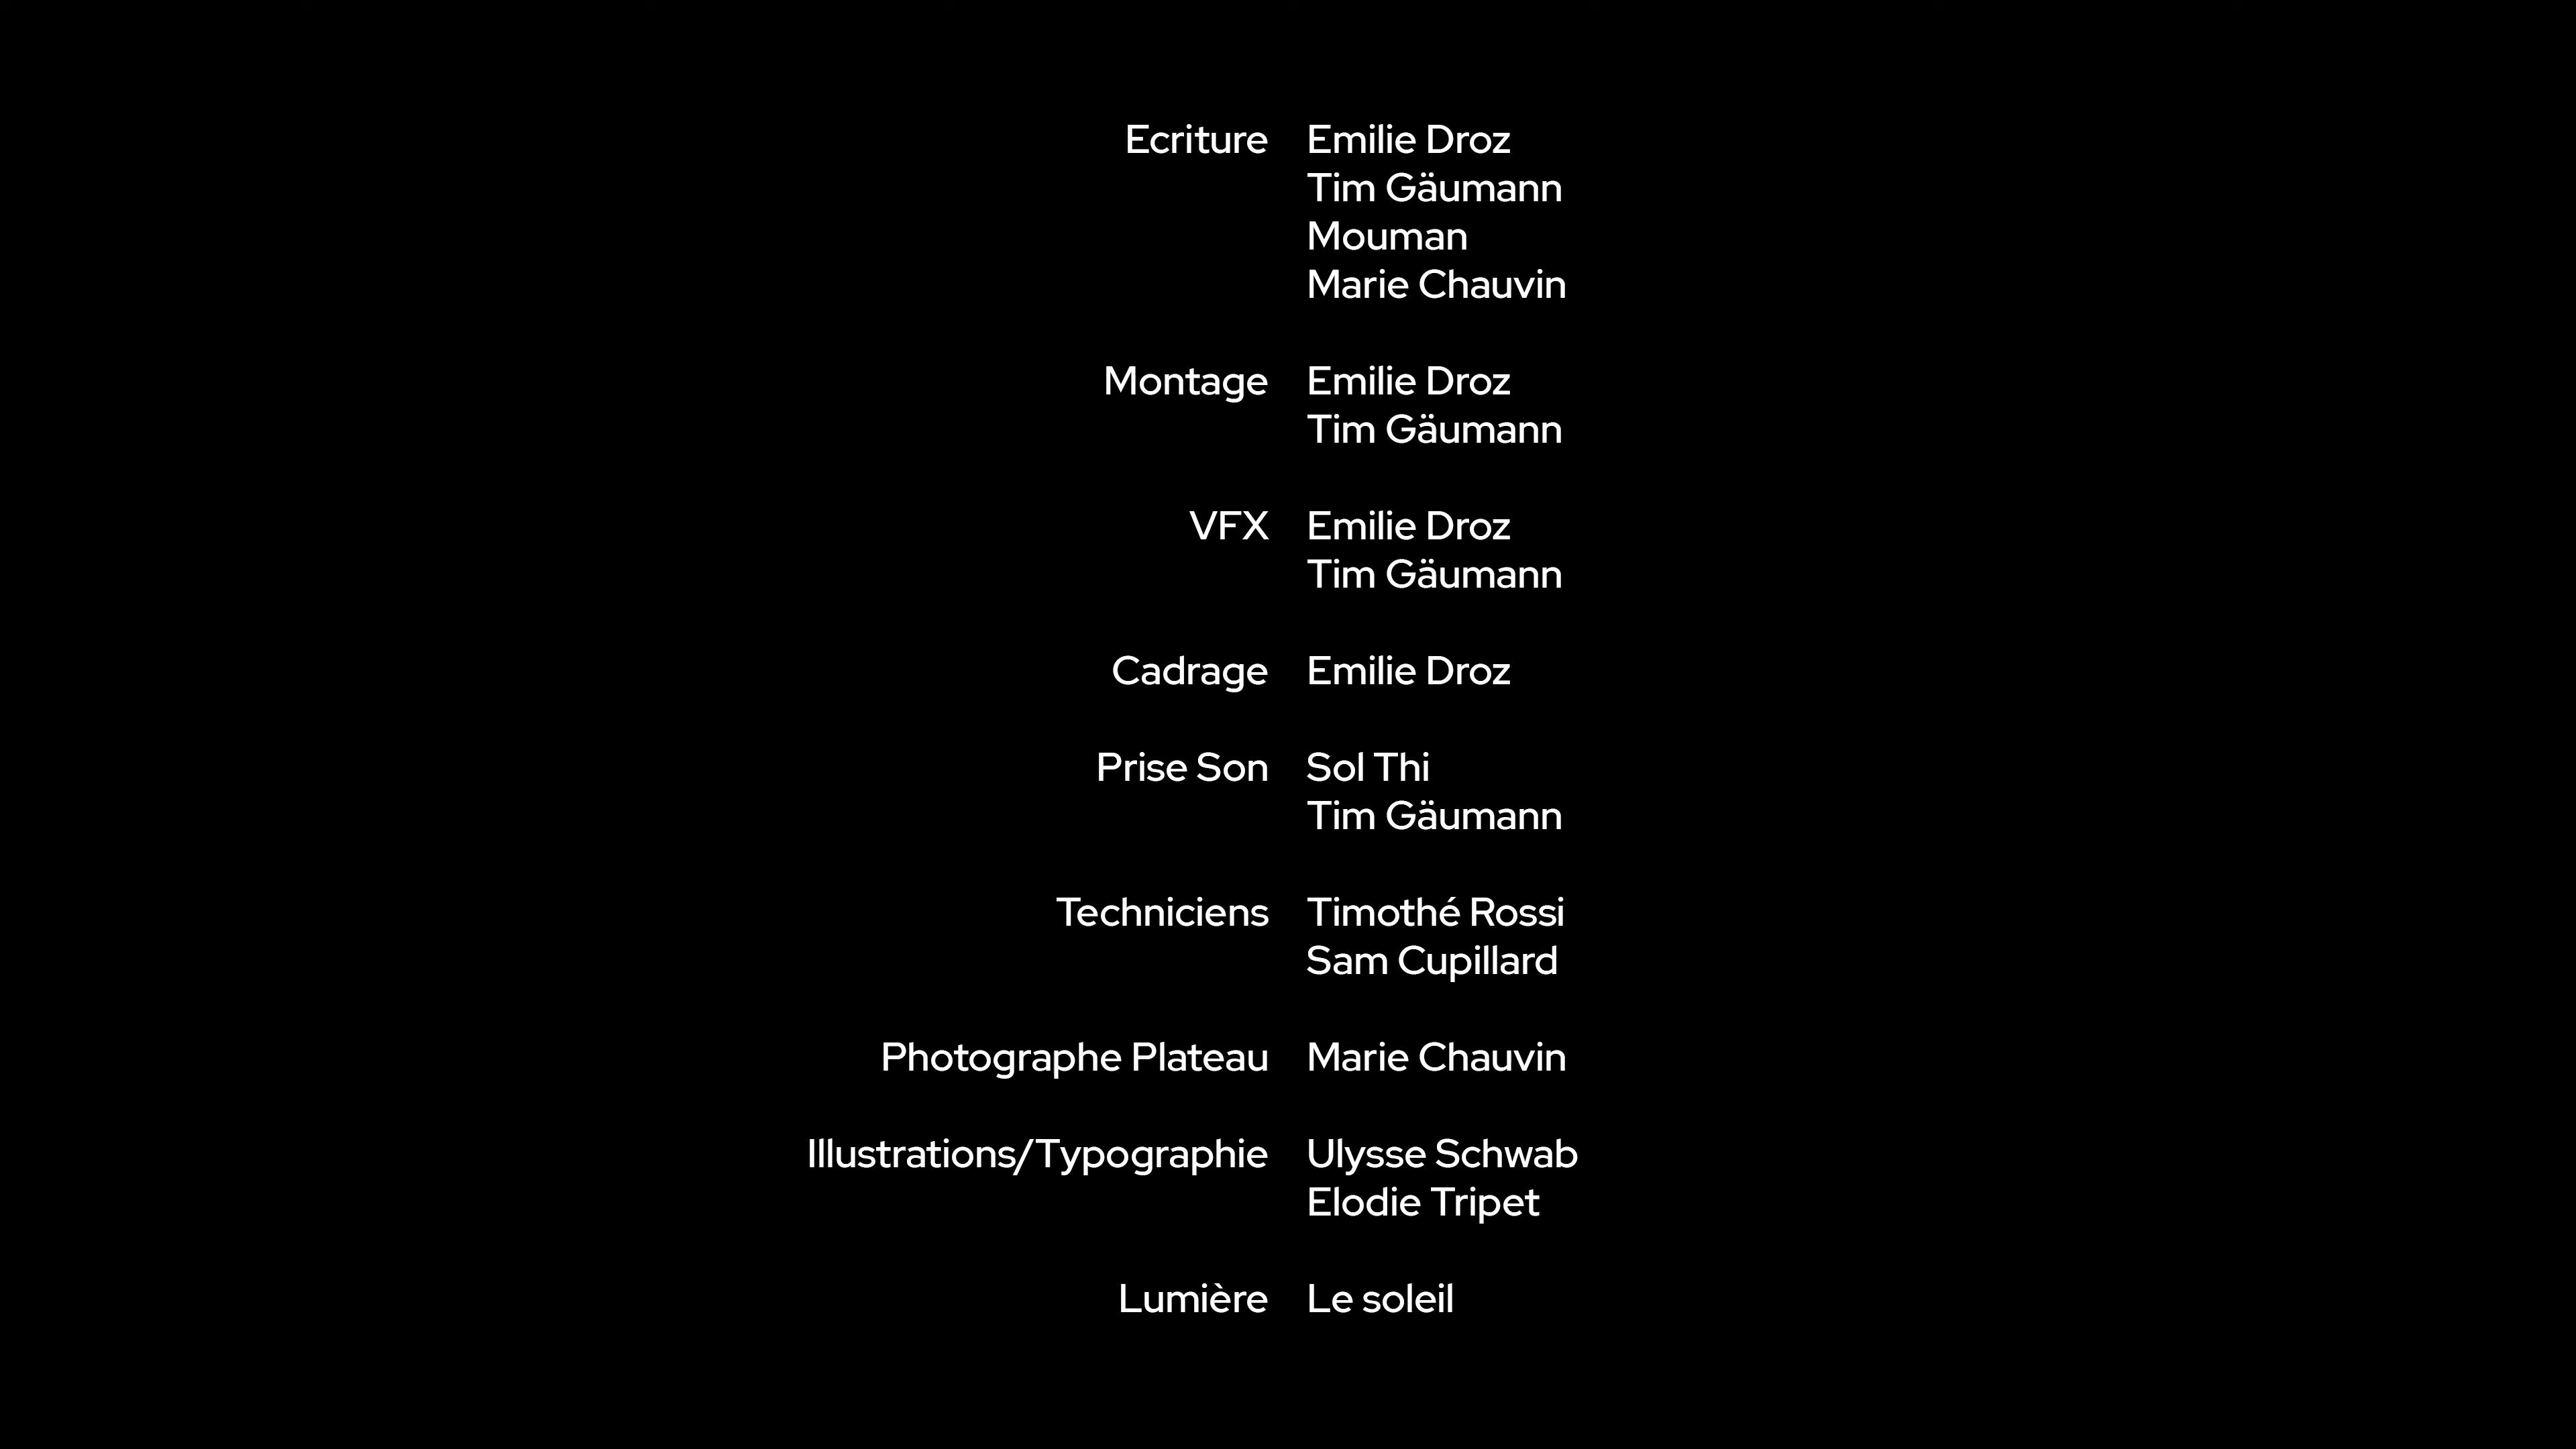 Ecriture Emilie Droz
Tim Gäumann
Mouman
Marie Chauvin
Montage Emilie Droz
Tim Gäumann
VFX Emilie Droz
Tim Gäumann
Cadrage Emilie Droz
Prise Son Sol Thi
Tim Gäumann
Techniciens Timothé Rossi
Sam Cupillard
Photographe Plateau Marie Chauvin
Illustrations/Typographie Ulysse Schwab
Elodie Tripet
Lumière Le soleil